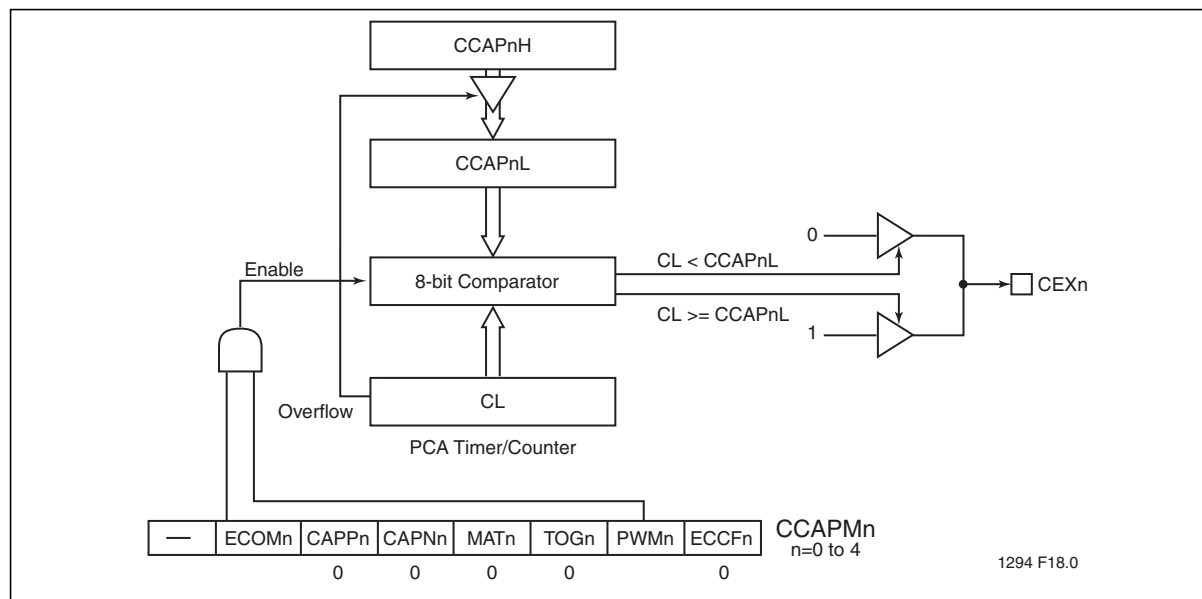 CCAPnH
CCAPnL
0
CL < CCAPnL
Enable
8-bit Comparator
CEXn
CL >= CCAPnL
1
CL
Overflow
PCA Timer/Counter
— ECOMn CAPPn CAPNn MATn TOGn PWMn ECCFn CCAPMn
n=0 to 4
0 0 0 0 0
1294 F18.0